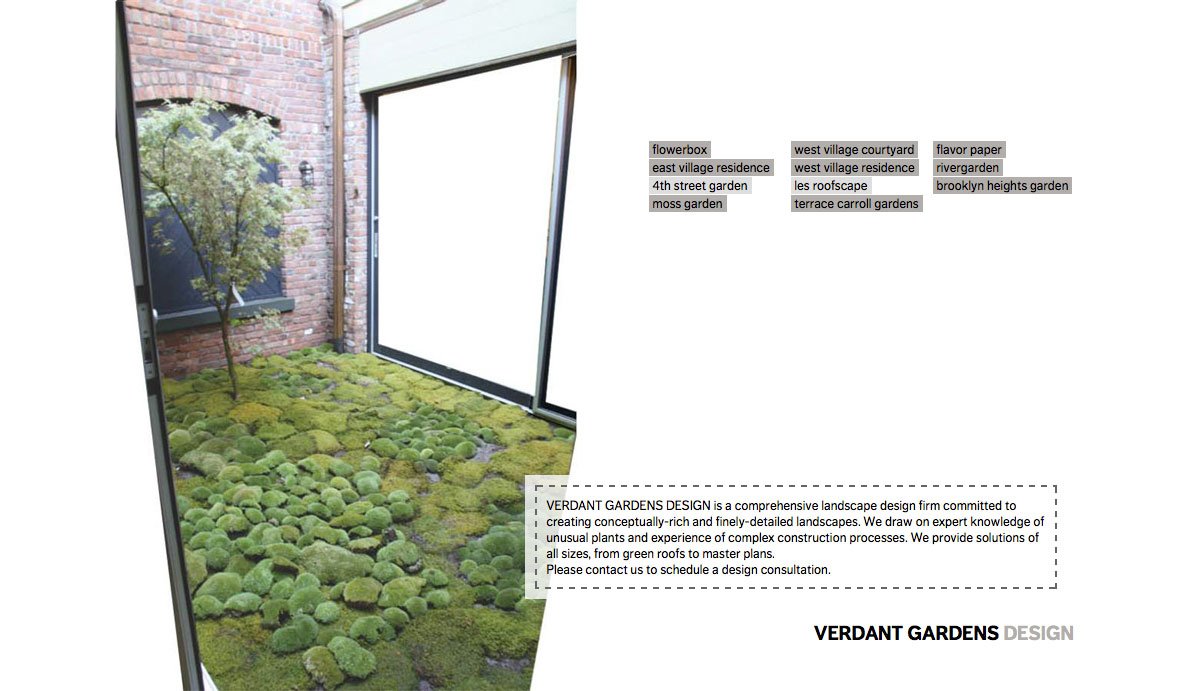 flowerbox
east village residence
4th street garden
moss garden
west village courtyard
west village residence
les roofscape
terrace carroll gardens
flavor paper
rivergarden
brooklyn heights garden
VERDANT GARDENS DESIGN is a comprehensive landscape design firm committed to
creating conceptually-rich and finely-detailed landscapes. We draw on expert knowledge of
unusual plants and experience of complex construction processes. We provide solutions of
all sizes, from green roofs to master plans.
Please contact us to schedule a design consultation.
VERDANT GARDENS DESIGN